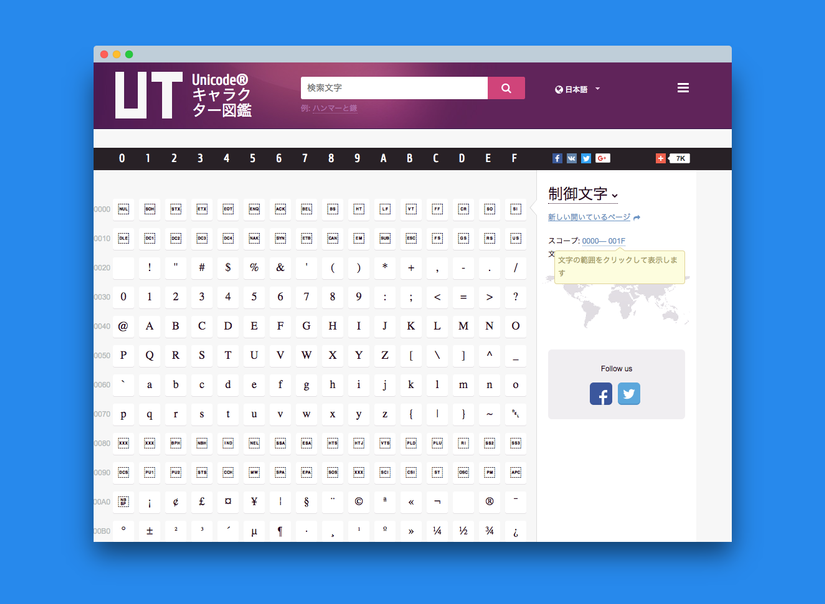 UT
Unicode®
キャラク
ター図鑑
検索文字
例: ハンマーと鎌
日本語
0 1 2 3 4 5 6 7 8 9 A B C D E F
G+
7K
0000 NUL SOH STX ETX EOT ENQ ACK BEL BS HT LF VT FF CR SO SI
0010 DLE DC1 DC2 DC3 DC4 NAK SYN ETB CAN EM SUB ESC FS GS RS US
0020 ! " # $ % & ' ( ) * + , - . /
0030 0 1 2 3 4 5 6 7 8 9 : ; < = > ?
0040 @ A B C D E F G H I J K L M N O
0050 P Q R S T U V W X Y Z [ \ ] ^ _
0060 ` a b c d e f g h i j k l m n o
0070 p q r s t u v w x y z { | } ~
0080 XXX XXX BPH NBH IND NEL SSA ESA HTS HTJ VTS PLD PLU RI SS2 SS3
0090 DCS PU1 PU2 STS CCH MW SPA EPA SOS XXX SCI CSI ST OSC PM APC
00A0 NB SP ¡ ¢ £ ¤ ¥ ¦ § ¨ © ª « ¬ ® ¯
00B0 ° ± ² ³ ´ µ ¶ · ¸ ¹ º » ¼ ½ ¾ ¿
制御文字
新しい開いているページ
スコープ: 0000— 001F
文
文字の範囲をクリックして表示しま
す
Follow us